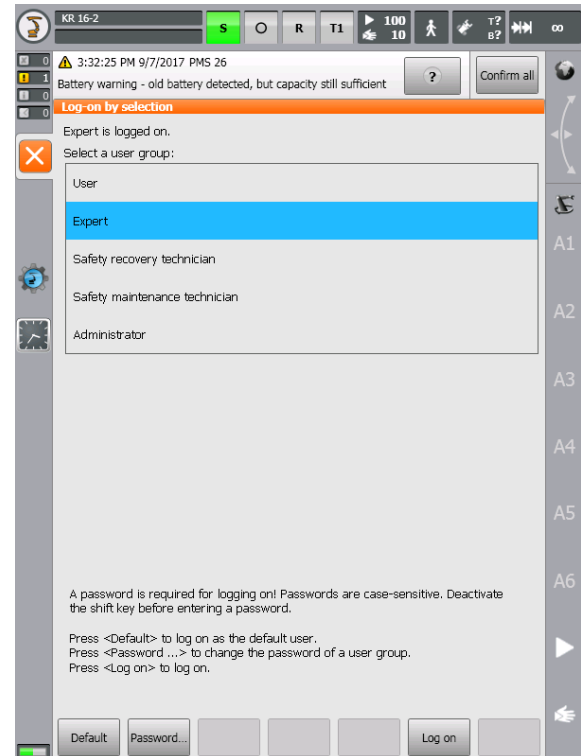 KR 16-2
S
O
R
T1
100
10
T?
B?
∞
0
1
0
0
3:32:25 PM 9/7/2017 PMS 26
Battery warning - old battery detected, but capacity still sufficient
?
Confirm all
Log-on by selection
Expert is logged on.
Select a user group:
User
Expert
Safety recovery technician
Safety maintenance technician
Administrator
A1
A2
A3
A4
A5
A6
A password is required for logging on! Passwords are case-sensitive. Deactivate
the shift key before entering a password.
Press <Default> to log on as the default user.
Press <Password ...> to change the password of a user group.
Press <Log on> to log on.
Default
Password...
Log on